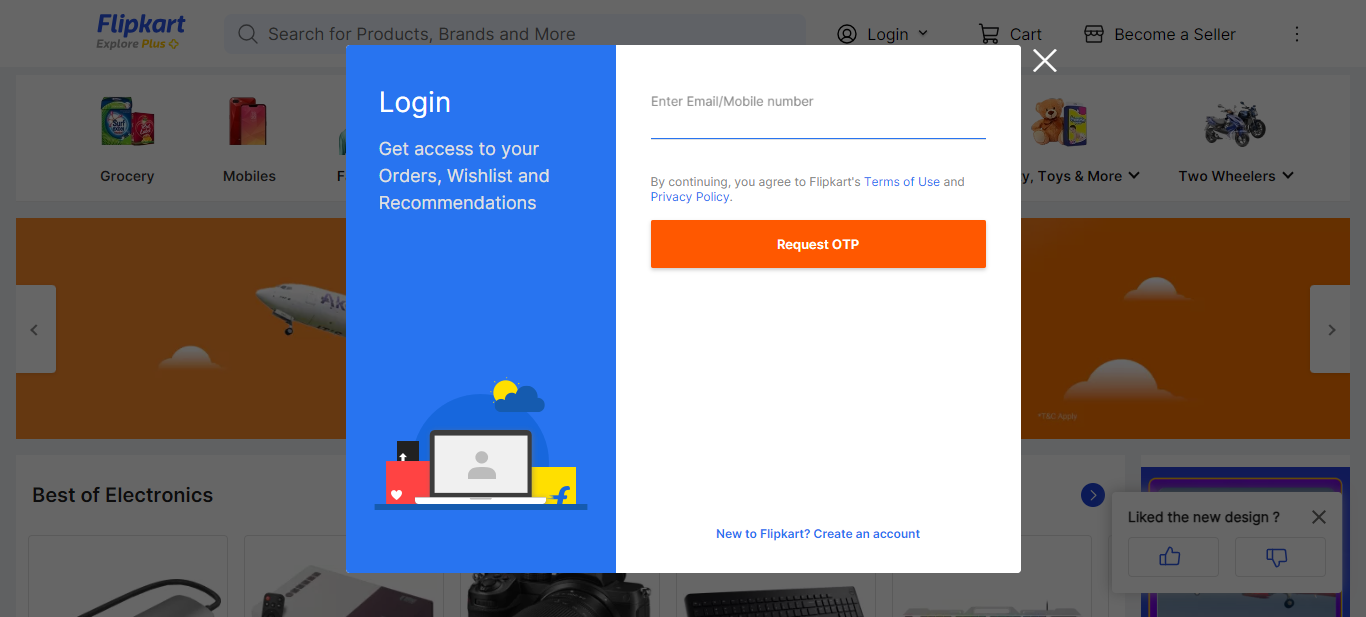 Flipkart
Explore Plus
Search for Products, Brands and More
Login
Cart
Become a Seller
Login
Get access to your
Orders, Wishlist and
Recommendations
Enter Email/Mobile number
By continuing, you agree to Flipkart's Terms of Use and
Privacy Policy.
Request OTP
New to Flipkart? Create an account
Grocery
Mobiles
y, Toys & More
Two Wheelers
*T&C Apply
Best of Electronics
Liked the new design ?